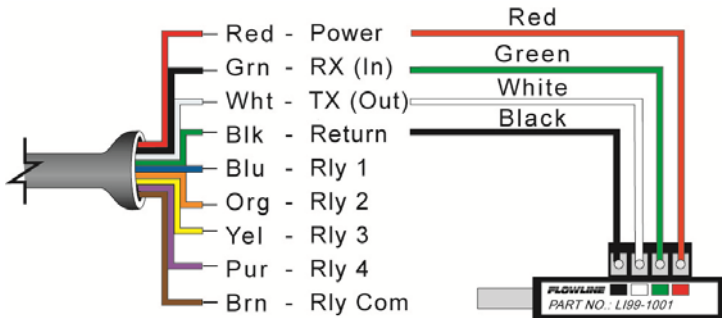 Red - Power
Red
Grn - RX (In)
Green
Wht - TX (Out)
White
Blk - Return
Black
Blu - Rly 1
Org - Rly 2
Yel - Rly 3
Pur - Rly 4
Brn - Rly Com
FLOWLINE
PART NO.: LI99-1001